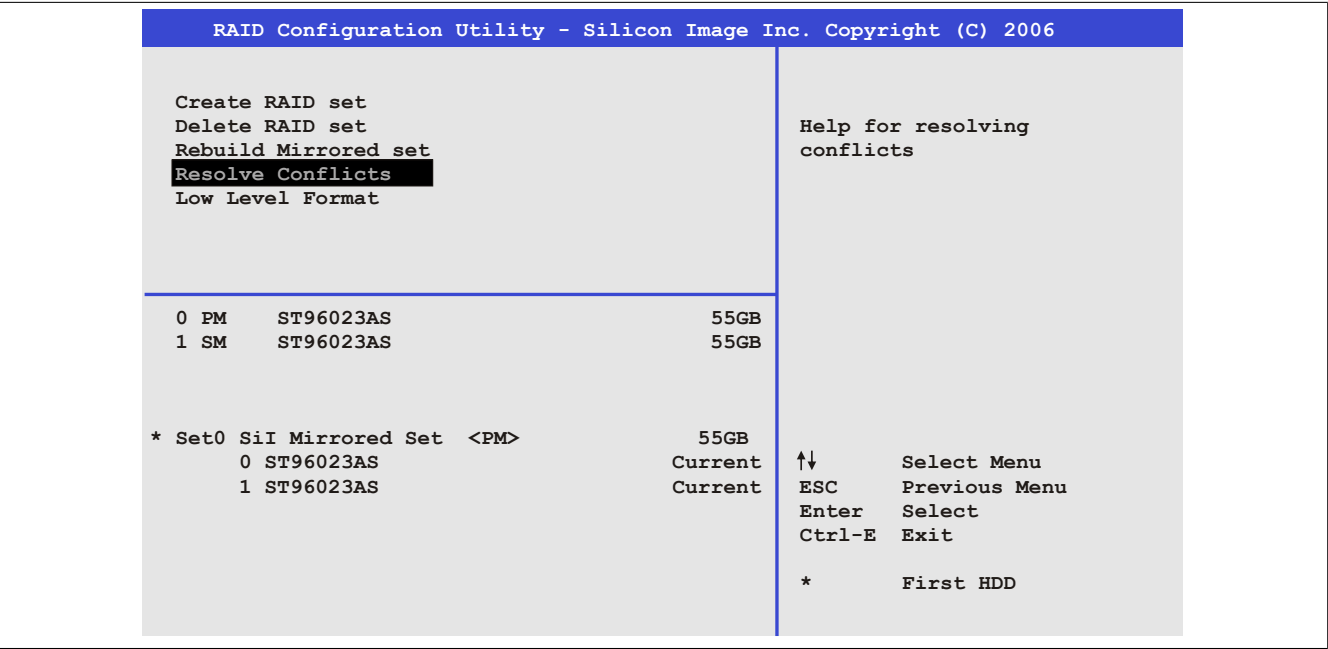 RAID Configuration Utility - Silicon Image Inc. Copyright (C) 2006
Create RAID set
Delete RAID set
Rebuild Mirrored set
Resolve Conflicts
Low Level Format
Help for resolving
conflicts
0 PM ST96023AS 55GB
1 SM ST96023AS 55GB
* Set0 SiI Mirrored Set <PM> 55GB
0 ST96023AS Current
1 ST96023AS Current
↑↓ Select Menu
ESC Previous Menu
Enter Select
Ctrl-E Exit
* First HDD